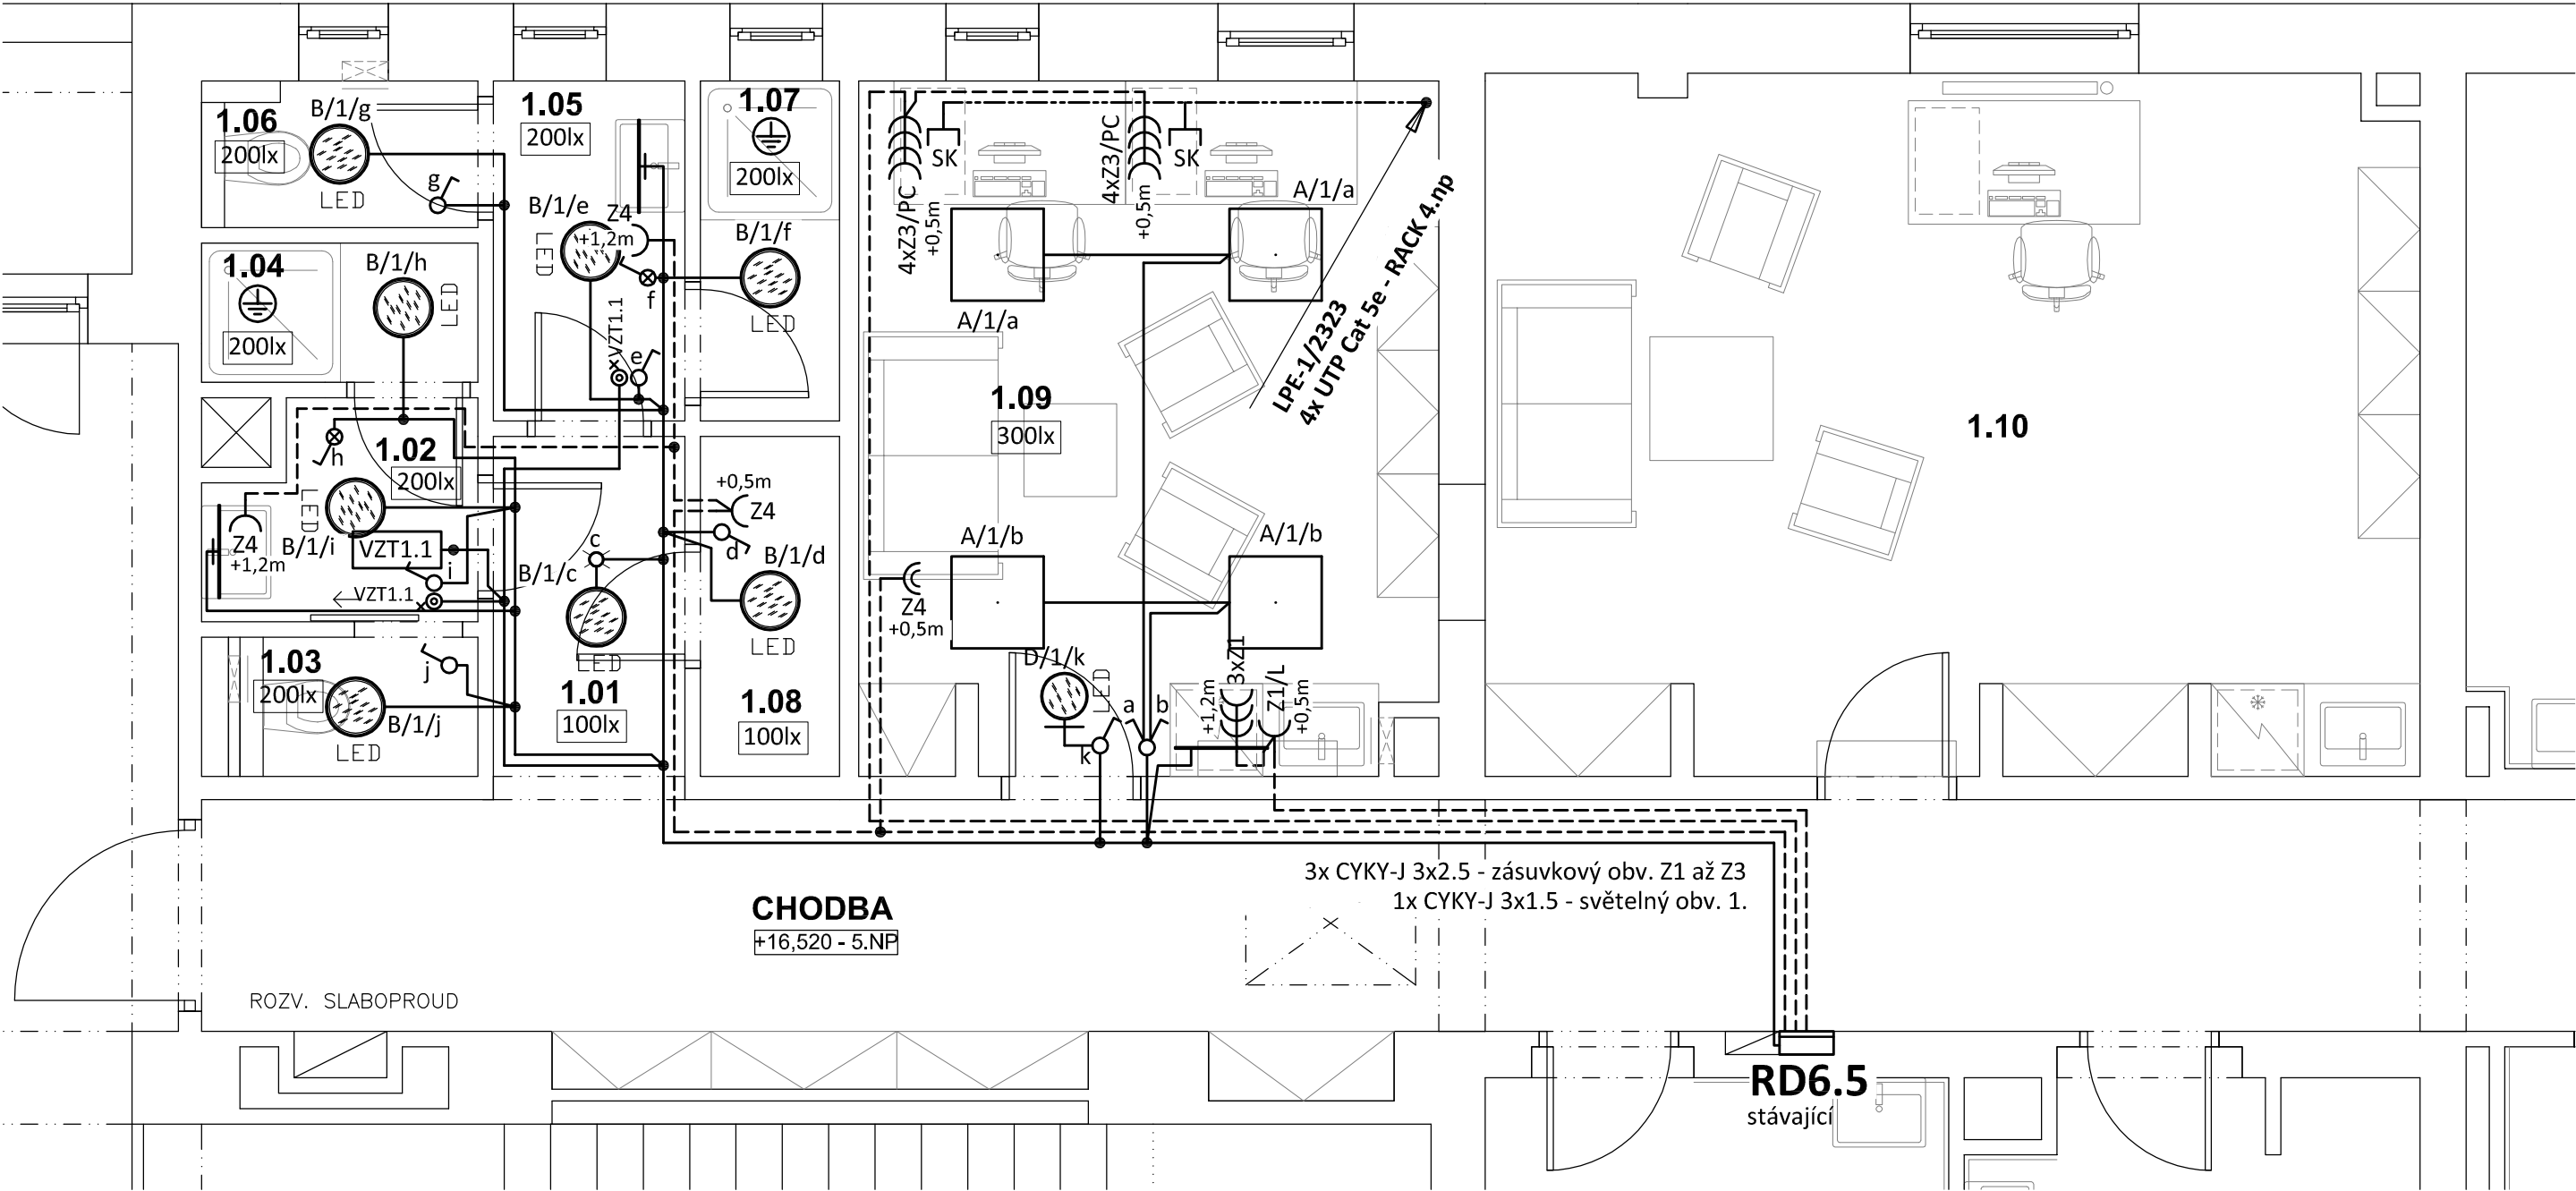 1.06
200lx
B/1/g
LED
g
1.05
200lx
B/1/e
LED
Z4
+1,2m
f
VZT1.1
e
1.07
200lx
B/1/f
LED
1.04
200lx
B/1/h
LED
h
1.02
200lx
LED
B/1/i
Z4
+1,2m
VZT1.1
i
VZT1.1
1.03
200lx
j
B/1/j
LED
c
B/1/c
LED
1.01
100lx
+0,5m
Z4
d
B/1/d
LED
1.08
100lx
4xZ3/PC
+0,5m
SK
4xZ3/PC
+0,5m
SK
A/1/a
A/1/a
LPE-1/2323
4x UTP Cat 5e - RACK 4.np
1.09
300lx
A/1/b
A/1/b
Z4
+0,5m
D/1/k
LED
k
a
b
3xZ1
+1,2m
Z1/L
+0,5m
1.10
3x CYKY-J 3x2.5 - zásuvkový obv. Z1 až Z3
1x CYKY-J 3x1.5 - světelný obv. 1.
CHODBA
+16,520 - 5.NP
ROZV. SLABOPROUD
RD6.5
stávající